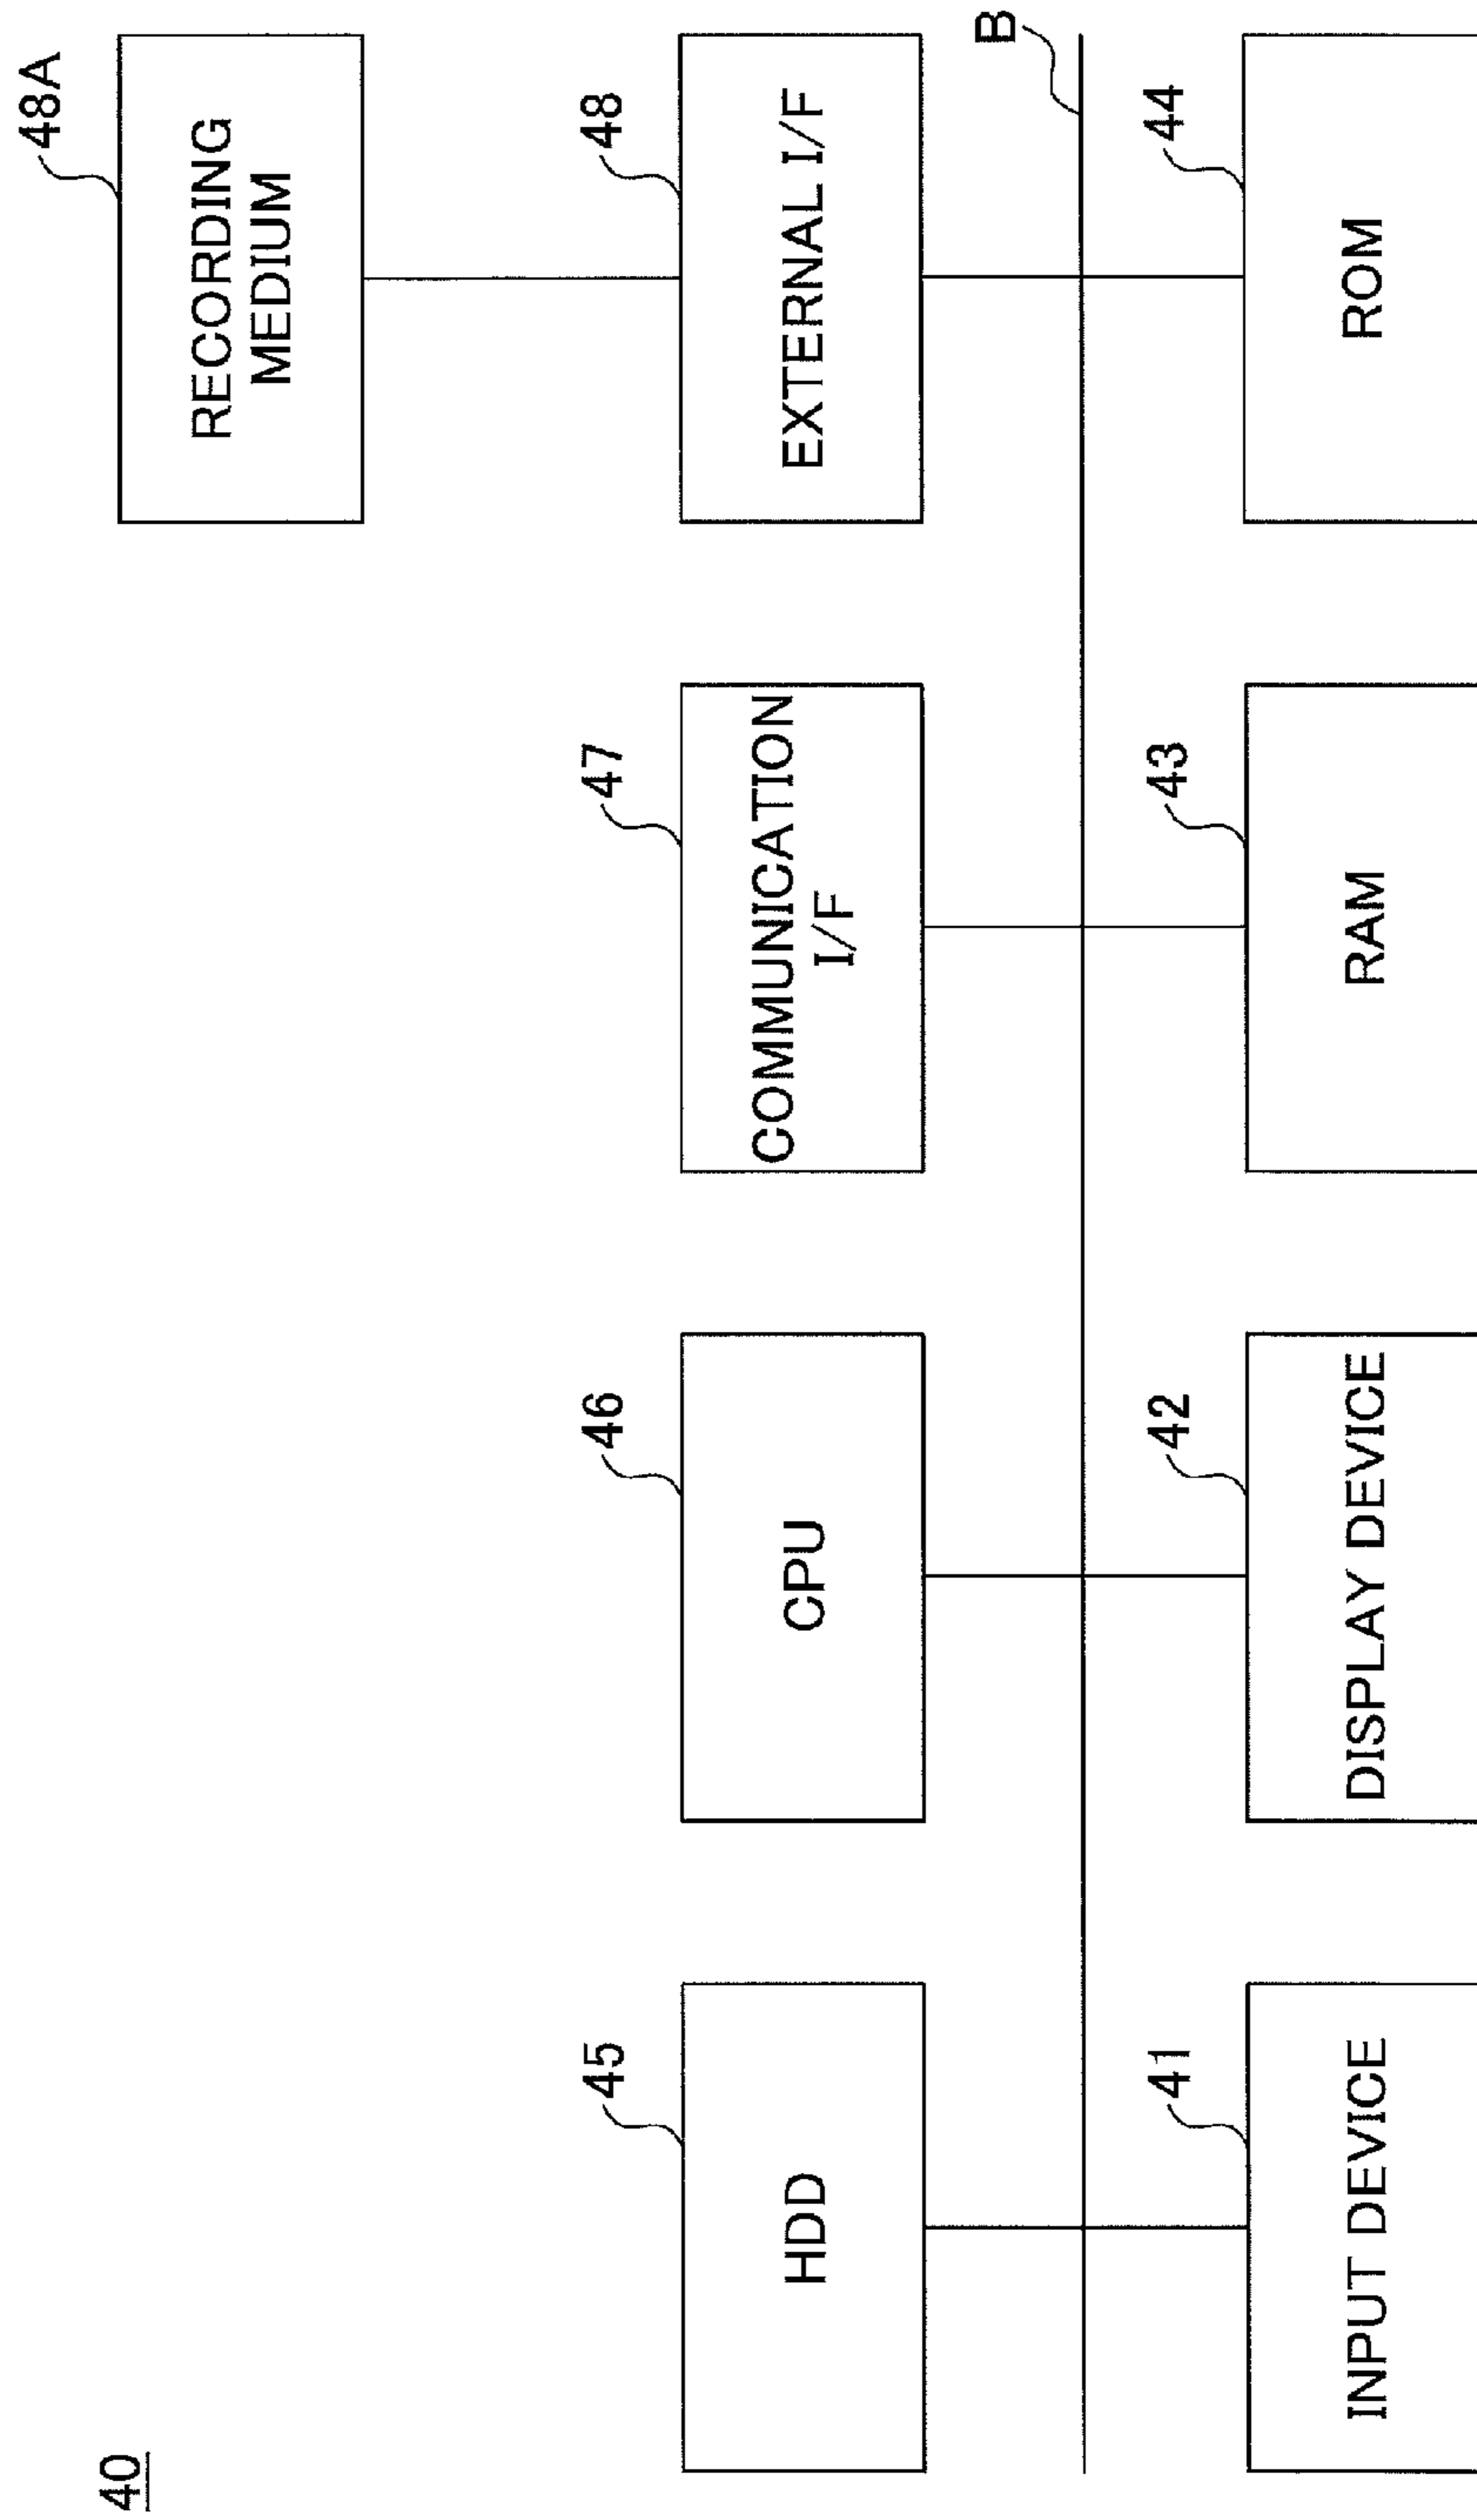 40
48A
RECORDING
MEDIUM
45
HDD
46
CPU
47
COMMUNICATION
I/F
48
EXTERNAL I/F
B
41
INPUT DEVICE
42
DISPLAY DEVICE
43
RAM
44
ROM